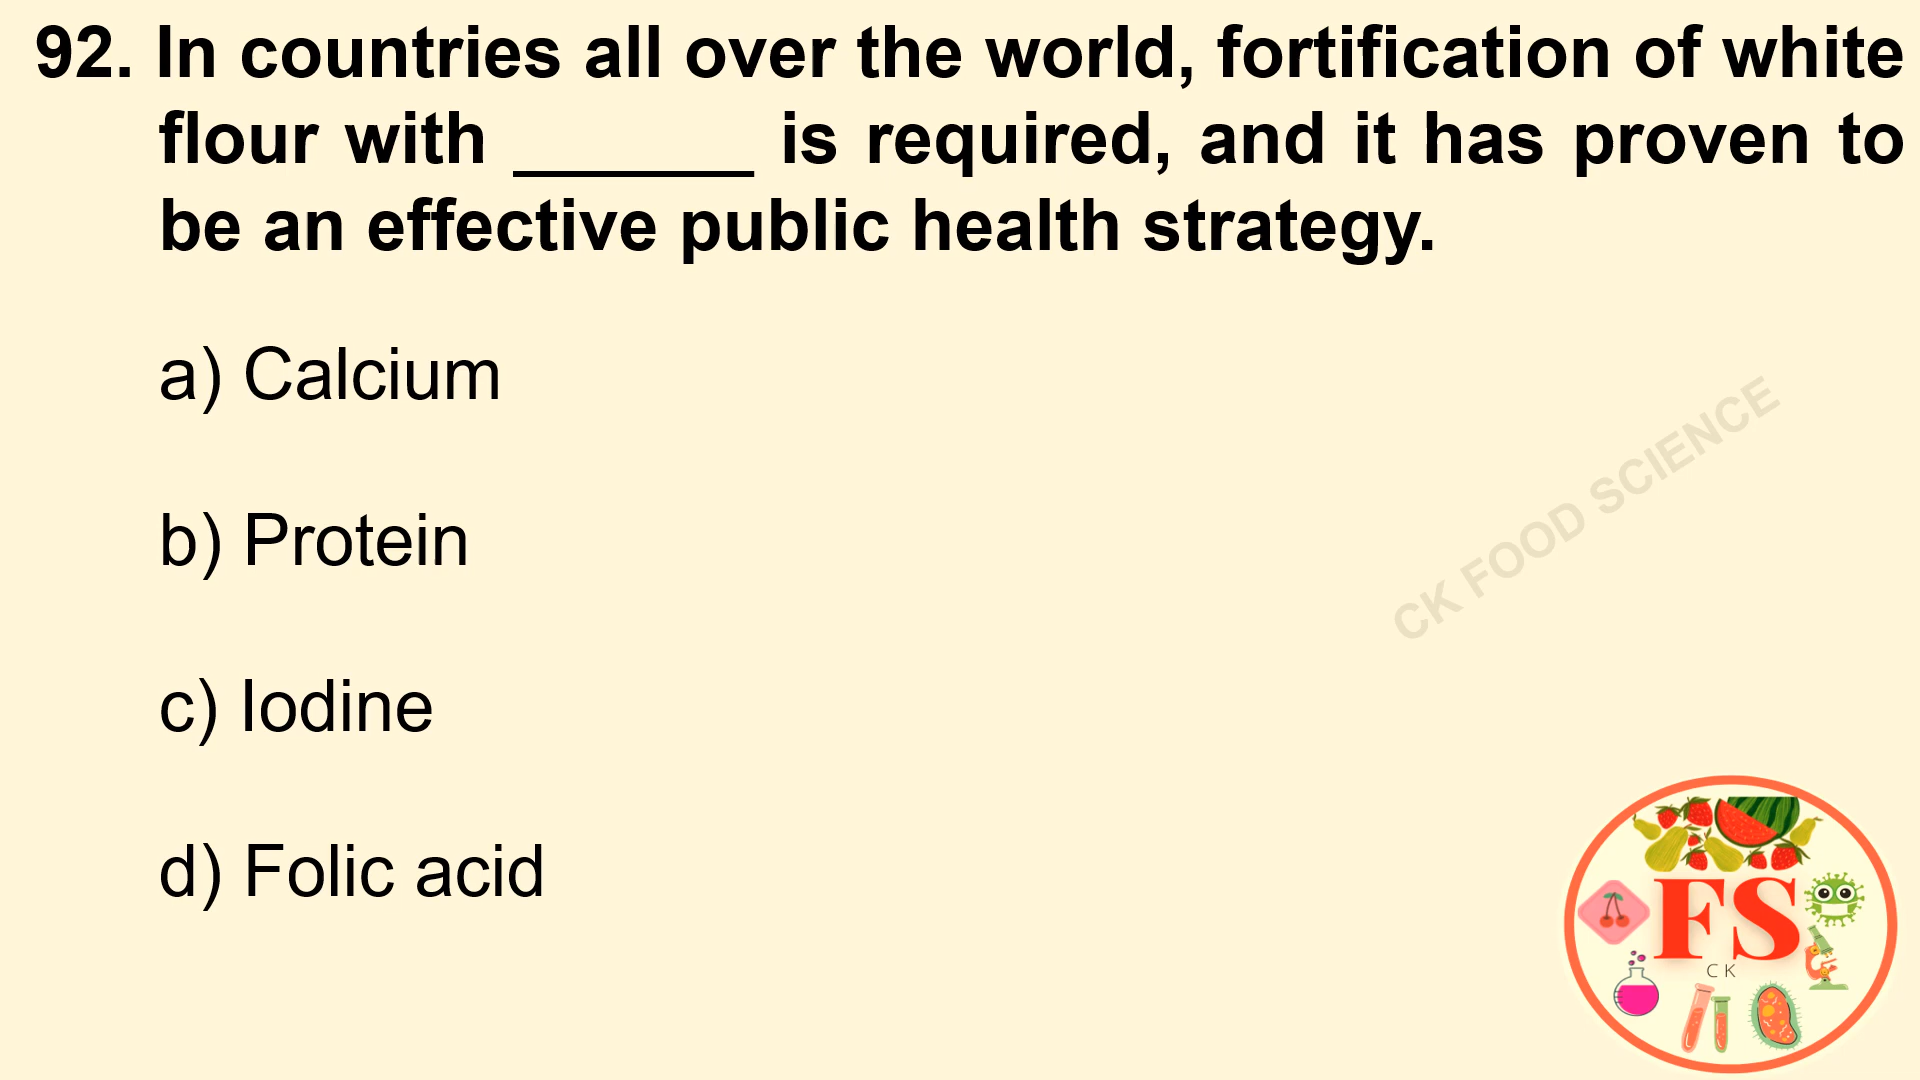 92. In countries all over the world, fortification of white
flour with _______ is required, and it has proven to
be an effective public health strategy.
a) Calcium
b) Protein
c) Iodine
d) Folic acid
CK FOOD SCIENCE
FS
CK